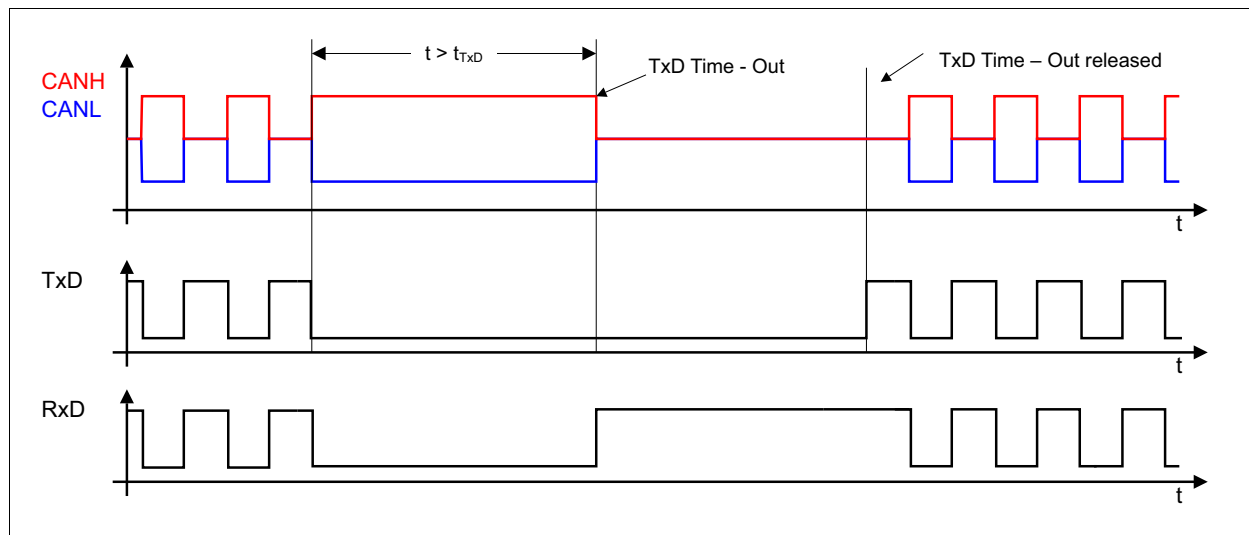 t > tTxD
TxD Time - Out
TxD Time – Out released
CANH
CANL
t
TxD
t
RxD
t